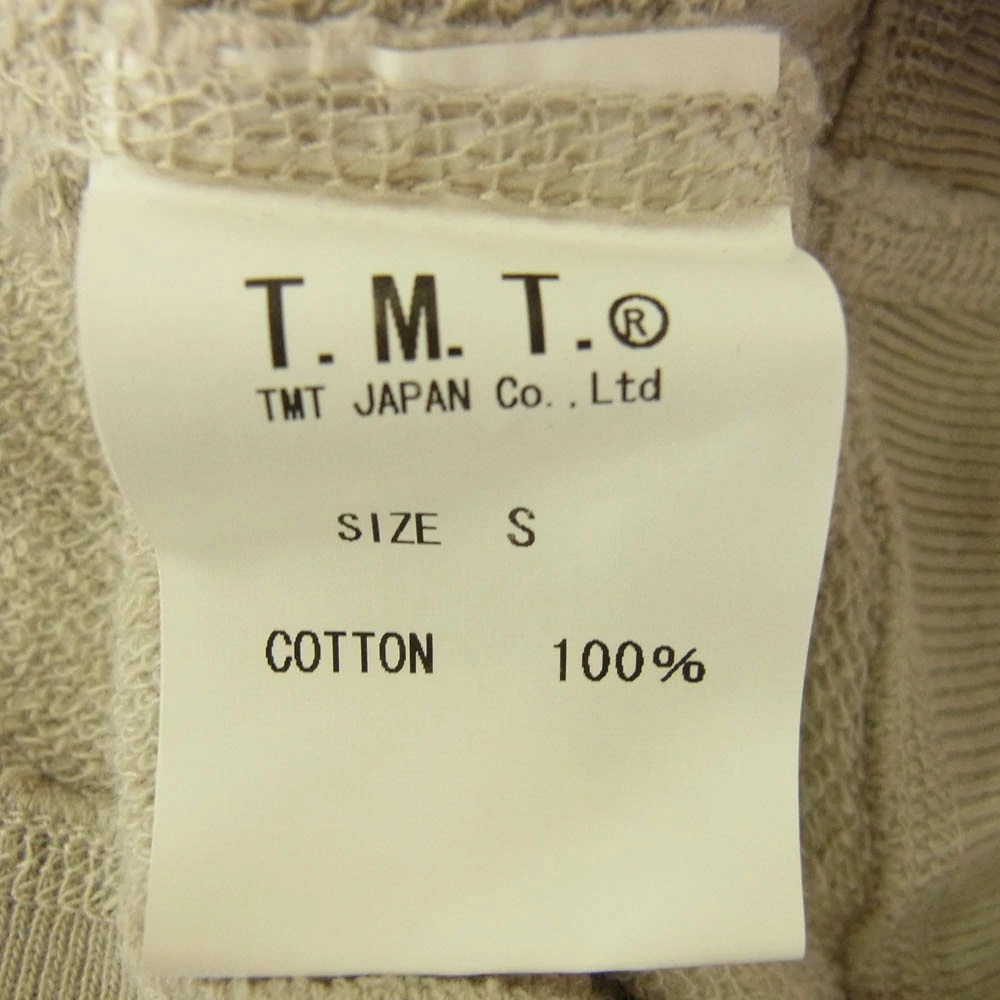 T.M.T.®
TMT JAPAN Co.,Ltd
SIZE S
COTTON 100%